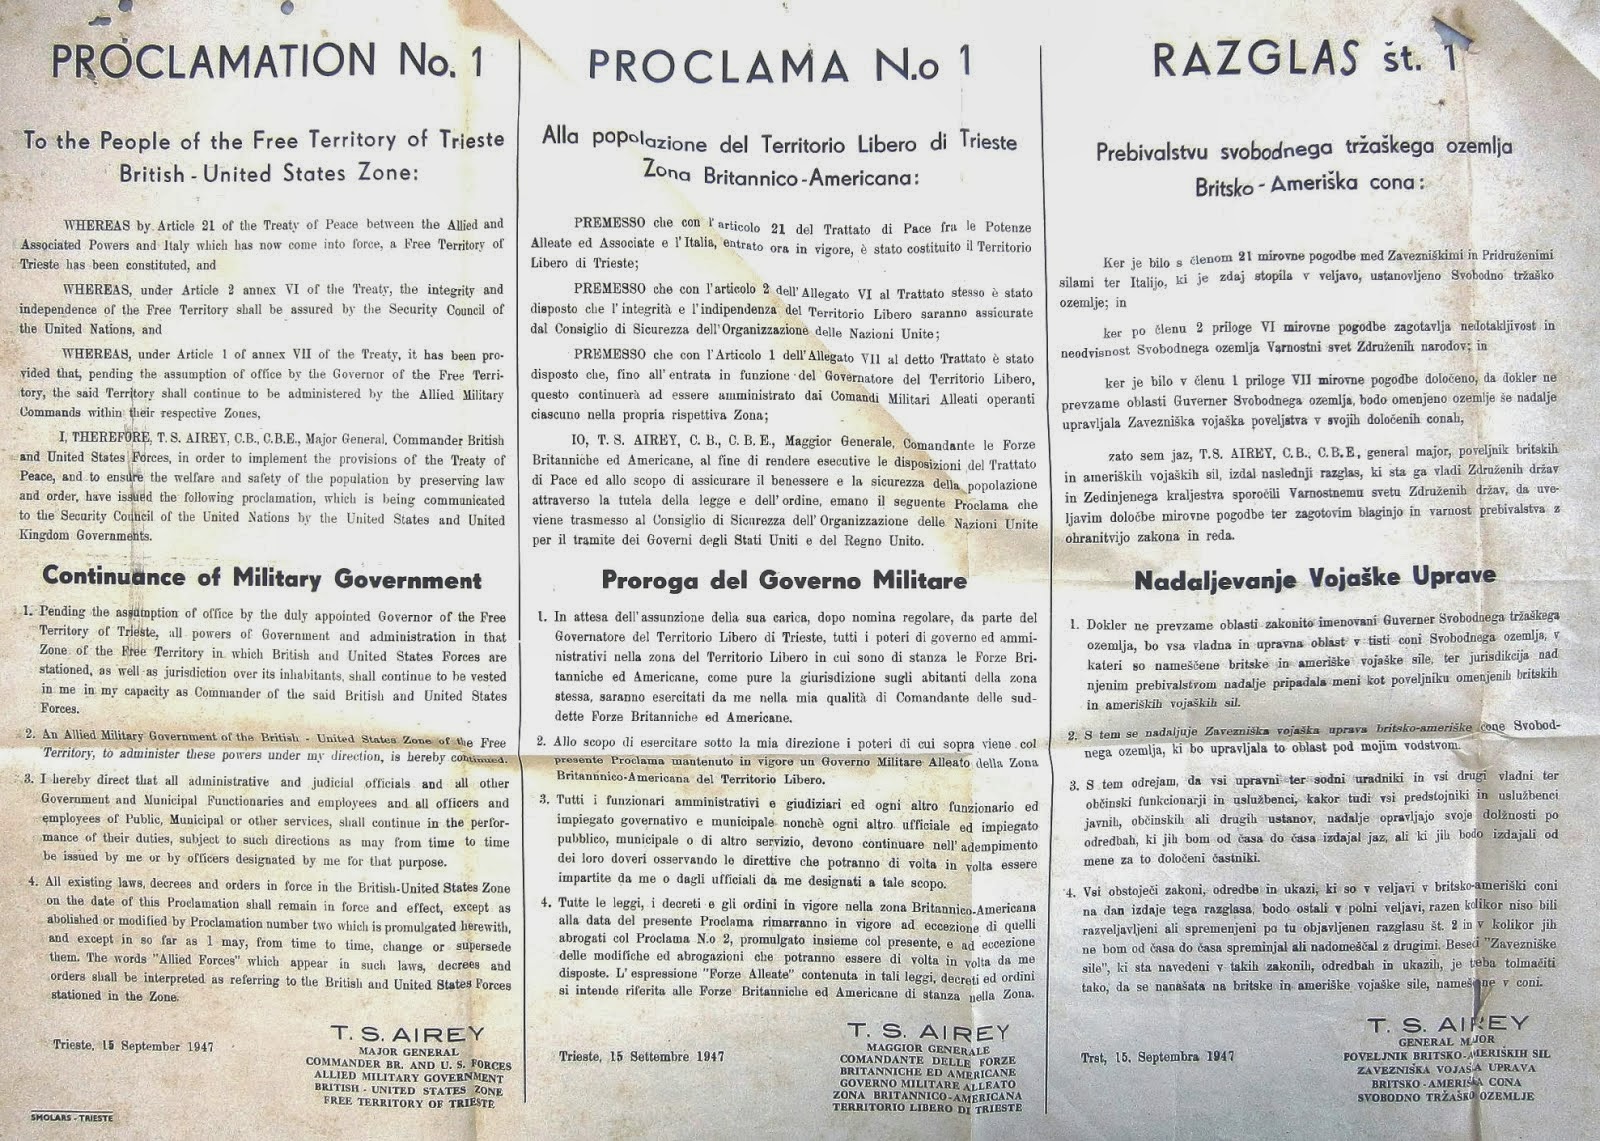 PROCLAMATION No. 1
To the People of the Free Territory of Trieste
British - United States Zone:
WHEREAS by Article 21 of the Treaty of Peace between the Allied and
Associated Powers and Italy which has now come into force, a Free Territory of
Trieste has been constituted, and
WHEREAS, under Article 2 annex VI of the Treaty, the integrity and
independence of the Free Territory shall be assured by the Security Council of
the United Nations, and
WHEREAS, under Article 1 of annex VII of the Treaty, it has been pro-
vided that, pending the assumption of office by the Governor of the Free Terri-
tory, the said Territory shall continue to be administered by the Allied Military
Commands within their respective Zones,
I, THEREFORE, T. S. AIREY, C.B., C.B.E., Major General, Commander British
and United States Forces, in order to implement the provisions of the Treaty of
Peace, and to ensure the welfare and safety of the population by preserving law
and order, have issued the following proclamation, which is being communicated
to the Security Council of the United Nations by the United States and United
Kingdom Governments.
Continuance of Military Government
1. Pending the assumption of office by the duly appointed Governor of the Free
Territory of Trieste, all powers of Government and administration in that
Zone of the Free Territory in which British and United States Forces are
stationed, as well as jurisdiction over its inhabitants, shall continue to be vested
in me in my capacity as Commander of the said British and United States
Forces.
2. An Allied Military Government of the British - United States Zone of the Free
Territory, to administer these powers under my direction, is hereby continued.
3. I hereby direct that all administrative and judicial officials and all other
Government and Municipal Functionaries and employees and all officers and
employees of Public, Municipal or other services, shall continue in the perfor-
mance of their duties, subject to such directions as may from time to time
be issued by me or by officers designated by me for that purpose.
4. All existing laws, decrees and orders in force in the British-United States Zone
on the date of this Proclamation shall remain in force and effect, except as
abolished or modified by Proclamation number two which is promulgated herewith,
and except in so far as I may, from time to time, change or supersede
them. The words "Allied Forces" which appear in such laws, decrees and
orders shall be interpreted as referring to the British and United States Forces
stationed in the Zone.
Trieste, 15 September 1947
T. S. AIREY
MAJOR GENERAL
COMMANDER BR. AND U. S. FORCES
ALLIED MILITARY GOVERNMENT
BRITISH - UNITED STATES ZONE
FREE TERRITORY OF TRIESTE
SMOLARS - TRIESTE
PROCLAMA N.o 1
Alla popolazione del Territorio Libero di Trieste
Zona Britannico-Americana:
PREMESSO che con l'articolo 21 del Trattato di Pace fra le Potenze
Alleate ed Associate e l'Italia, entrato ora in vigore, è stato costituito il Territorio
Libero di Trieste;
PREMESSO che con l'articolo 2 dell'Allegato VI al Trattato stesso è stato
disposto che l'integrità e l'indipendenza del Territorio Libero saranno assicurate
dal Consiglio di Sicurezza dell'Organizzazione delle Nazioni Unite;
PREMESSO che con l'Articolo 1 dell'Allegato VII al detto Trattato è stato
disposto che, fino all'entrata in funzione del Governatore del Territorio Libero,
questo continuerà ad essere amministrato dai Comandi Militari Alleati operanti
ciascuno nella propria rispettiva Zona;
IO, T. S. AIREY, C. B., C. B. E., Maggior Generale, Comandante le Forze
Britanniche ed Americane, al fine di rendere esecutive le disposizioni del Trattato
di Pace ed allo scopo di assicurare il benessere e la sicurezza della popolazione
attraverso la tutela della legge e dell'ordine, emano il seguente Proclama che
viene trasmesso al Consiglio di Sicurezza dell'Organizzazione delle Nazioni Unite
per il tramite dei Governi degli Stati Uniti e del Regno Unito.
Proroga del Governo Militare
1. In attesa dell'assunzione della sua carica, dopo nomina regolare, da parte del
Governatore del Territorio Libero di Trieste, tutti i poteri di governo ed ammi-
nistrativi nella zona del Territorio Libero in cui sono di stanza le Forze Bri-
tanniche ed Americane, come pure la giurisdizione sugli abitanti della zona
stessa, saranno esercitati da me nella mia qualità di Comandante delle sud-
dette Forze Britanniche ed Americane.
2. Allo scopo di esercitare sotto la mia direzione i poteri di cui sopra viene col
presente Proclama mantenuto in vigore un Governo Militare Alleato della Zona
Britannnico-Americana del Territorio Libero.
3. Tutti i funzionari amministrativi e giudiziari ed ogni altro funzionario ed
impiegato governativo e municipale nonchè ogni altro ufficiale ed impiegato
pubblico, municipale o di altro servizio, devono continuare nell'adempimento
dei loro doveri osservando le direttive che potranno di volta in volta essere
impartite da me o dagli ufficiali da me designati a tale scopo.
4. Tutte le leggi, i decreti e gli ordini in vigore nella zona Britannico-Americana
alla data del presente Proclama rimarranno in vigore ad eccezione di quelli
abrogati col Proclama N.o 2, promulgato insieme col presente, e ad eccezione
delle modifiche ed abrogazioni che potranno essere di volta in volta da me
disposte. L'espressione "Forze Alleate" contenuta in tali leggi, decreti ed ordini
si intende riferita alle Forze Britanniche ed Americane di stanza nella Zona.
Trieste, 15 Settembre 1947
T. S. AIREY
MAGGIOR GENERALE
COMANDANTE DELLE FORZE
BRITANNICHE ED AMERICANE
GOVERNO MILITARE ALLEATO
ZONA BRITANNICO-AMERICANA
TERRITORIO LIBERO DI TRIESTE
RAZGLAS št. 1
Prebivalstvu svobodnega tržaškega ozemlja
Britsko - Ameriška cona:
Ker je bilo s členom 21 mirovne pogodbe med Zavezniškimi in Pridruženimi
silami ter Italijo, ki je zdaj stopila v veljavo, ustanovljeno Svobodno tržaško
ozemlje; in
ker po členu 2 priloge VI mirovne pogodbe zagotavlja nedotakljivost in
neodvisnost Svobodnega ozemlja Varnostni svet Združenih narodov; in
ker je bilo v členu 1 priloge VII mirovne pogodbe določeno, da dokler ne
prevzame oblasti Guverner Svobodnega ozemlja, bodo omenjeno ozemlje še nadalje
upravljala Zavezniška vojaška poveljstva v svojih določenih conah,
zato sem jaz, T.S. AIREY, C.B., C.B.E., general major, poveljnik britskih
in ameriških vojaških sil, izdal naslednji razglas, ki sta ga vladi Združenih držav
in Zedinjenega kraljestva sporočili Varnostnemu svetu Združenih držav, da uve-
ljavim določbe mirovne pogodbe ter zagotovim blaginjo in varnost prebivalstva z
ohranitvijo zakona in reda.
Nadaljevanje Vojaške Uprave
1. Dokler ne prevzame oblasti zakonito imenovani Guverner Svobodnega tržaškega
ozemlja, bo vsa vladna in upravna oblast v tisti coni Svobodnega ozemlja, v
kateri so nameščene britske in ameriške vojaške sile, ter jurisdikcija nad
njenim prebivalstvom nadalje pripadala meni kot poveljniku omenjenih britskih
in ameriških vojaških sil.
2. S tem se nadaljuje Zavezniška vojaška uprava britsko-ameriške cone Svobod-
nega ozemlja, ki bo upravljala to oblast pod mojim vodstvom.
3. S tem odrejam, da vsi upravni ter sodni uradniki in vsi drugi vladni ter
občinski funkcionarji in uslužbenci, kakor tudi vsi predstojniki in uslužbenci
javnih, občinskih ali drugih ustanov, nadalje opravljajo svoje dolžnosti po
odredbah, ki jih bom od časa do časa izdajal jaz, ali ki jih bodo izdajali od
mene za to določeni častniki.
4. Vsi obstoječi zakoni, odredbe in ukazi, ki so v veljavi v britsko-ameriški coni
na dan izdaje tega razglasa, bodo ostali v polni veljavi, razen kolikor niso bili
razveljavljeni ali spremenjeni po tu objavljenen razglasu št. 2 in v kolikor jih
ne bom od časa do časa spreminjal ali nadomeščal z drugimi. Besedi "Zavezniške
sile", ki sta navedeni v takih zakonih, odredbah in ukazih, je treba tolmačiti
tako, da se nanašata na britske in ameriške vojaške sile, nameščene v coni.
Trst, 15. Septembra 1947
T. S. AIREY
GENERAL MAJOR
POVELJNIK BRITSKO-AMERIŠKIH SIL
ZAVEZNIŠKA VOJAŠA UPRAVA
BRITSKO - AMERIŠKA CONA
SVOBODNO TRŽAŠKO OZEMLJE